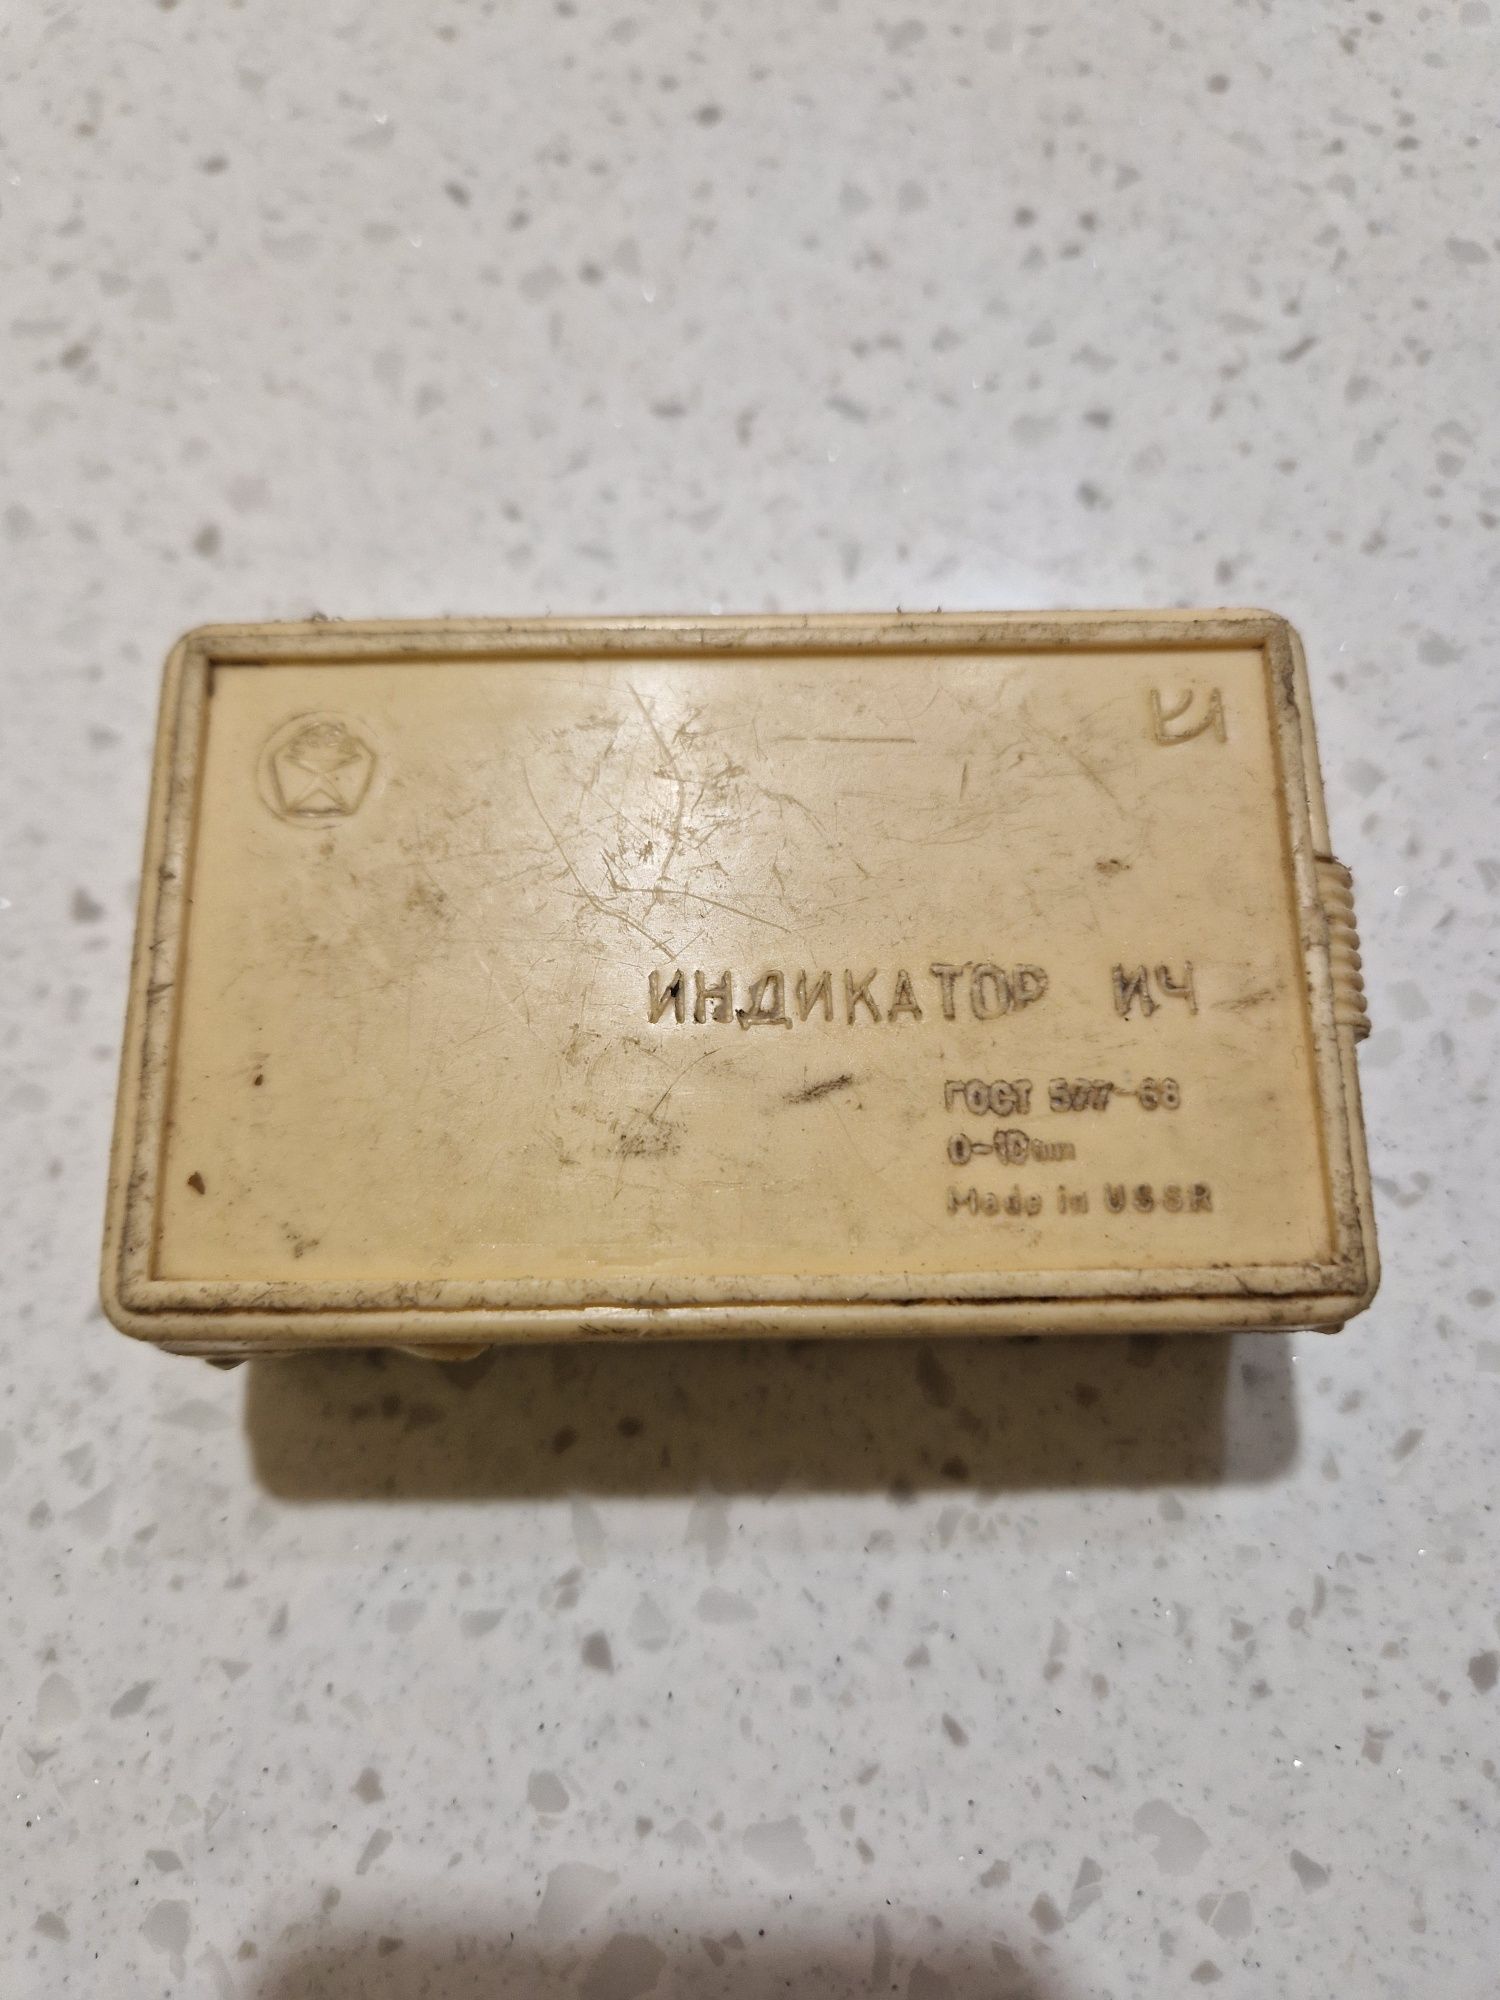 ИНДИКАТОР ИЧ
ГОСТ 577-68
0-10mm
Made in USSR